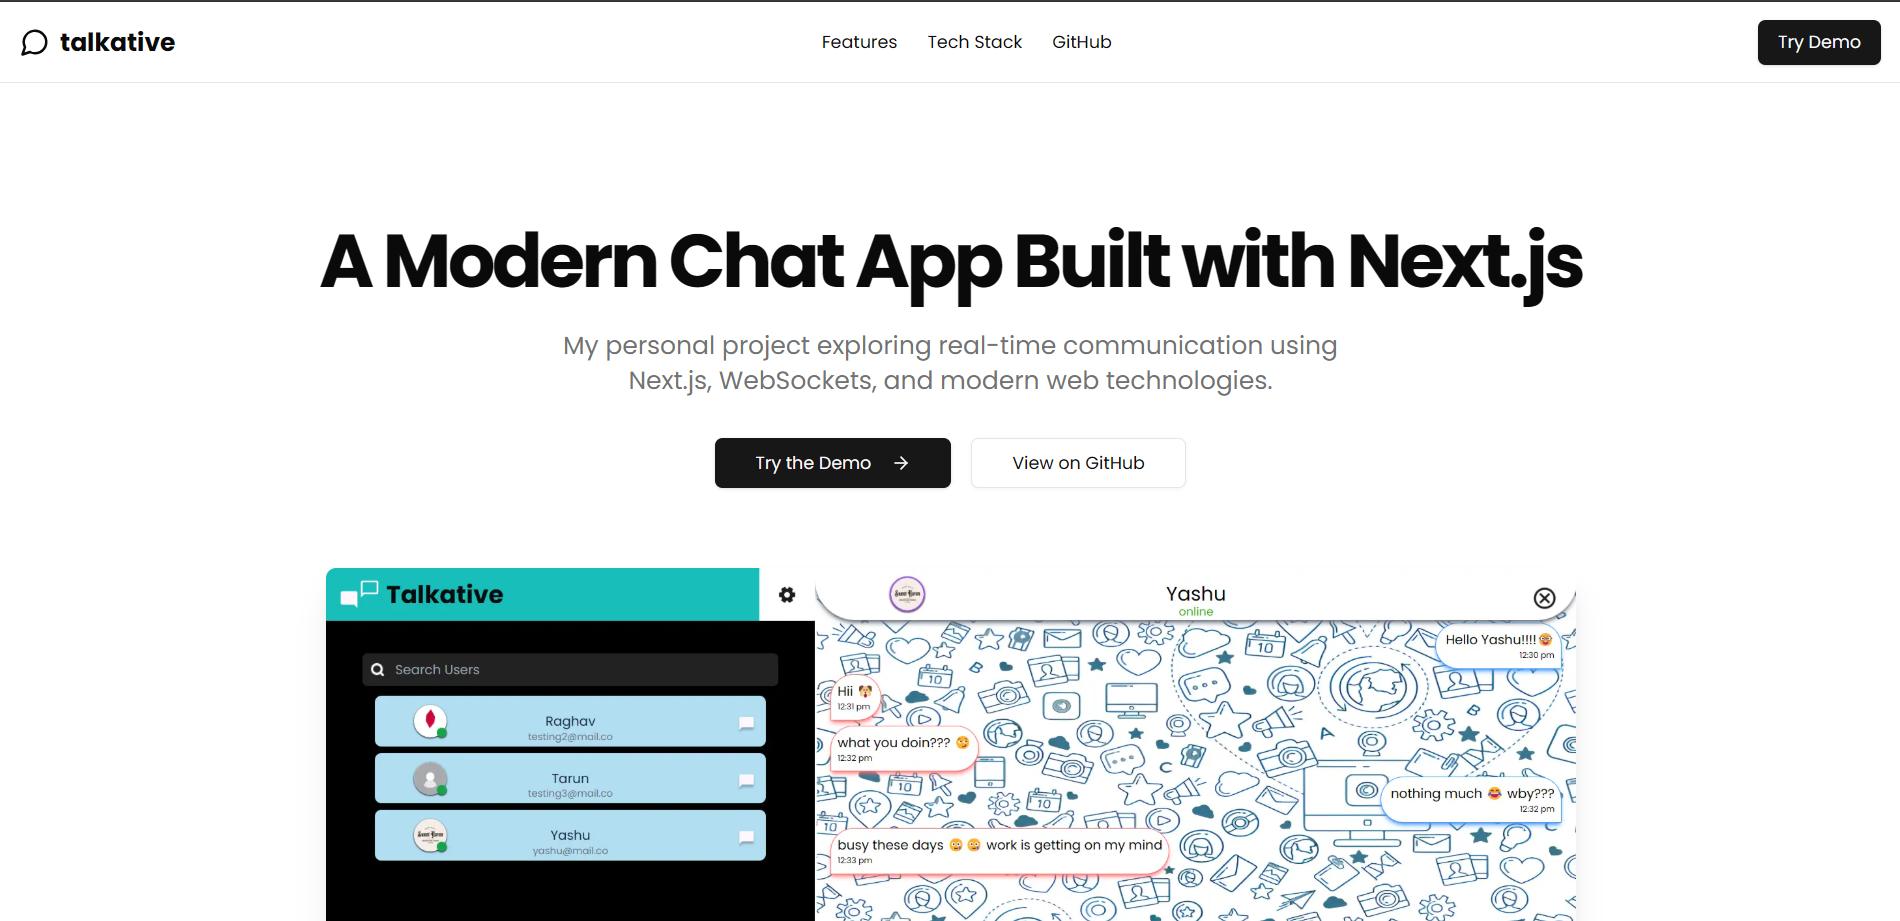 talkative
Features Tech Stack GitHub
Try Demo
A Modern Chat App Built with Next.js
My personal project exploring real-time communication using
Next.js, WebSockets, and modern web technologies.
Try the Demo →
View on GitHub
Talkative
Search Users
Raghav
testing2@mail.co
Tarun
testing3@mail.co
Yashu
yashu@mail.co
Yashu
online
Hello Yashu!!!!🤪
12:30 pm
Hii
12:31 pm
what you doin???
12:32 pm
nothing much 😂 wby???
12:32 pm
busy these days work is getting on my mind
12:33 pm